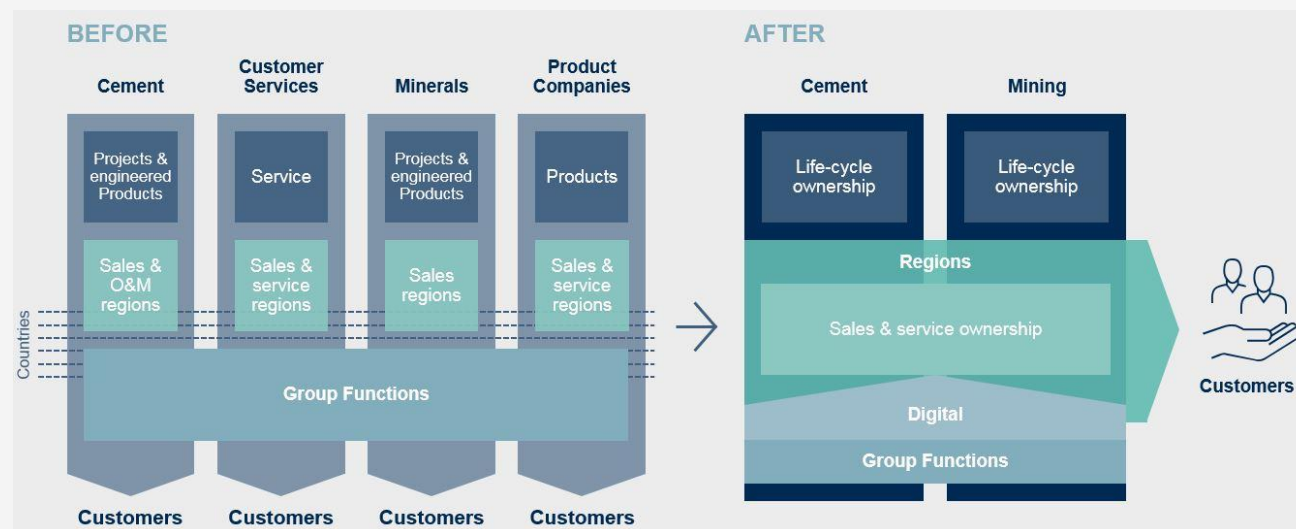 BEFORE
Cement
Customer
Services
Minerals
Product
Companies
Projects &
engineered
Products
Service
Projects &
engineered
Products
Products
Sales &
O&M
regions
Sales &
service
regions
Sales
regions
Sales &
service
regions
Countries
Group Functions
Customers
Customers
Customers
Customers
AFTER
Cement
Mining
Life-cycle
ownership
Life-cycle
ownership
Regions
Sales & service ownership
Digital
Group Functions
Customers